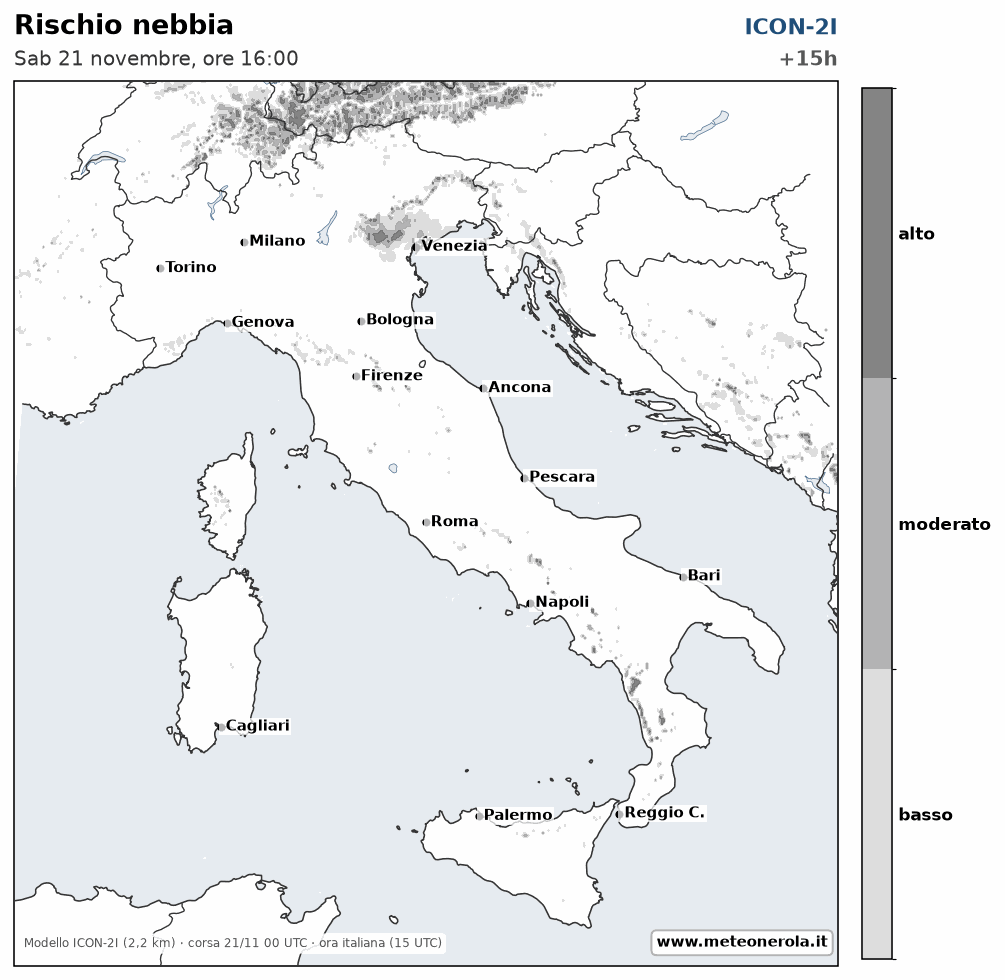 Rischio nebbia
ICON-2I
Sab 21 novembre, ore 16:00
+15h
alto
moderato
basso
Milano
Venezia
Torino
Genova
Bologna
Firenze
Ancona
Pescara
Roma
Bari
Napoli
Cagliari
Palermo
Reggio C.
Modello ICON-2I (2,2 km) · corsa 21/11 00 UTC · ora italiana (15 UTC)
www.meteonerola.it